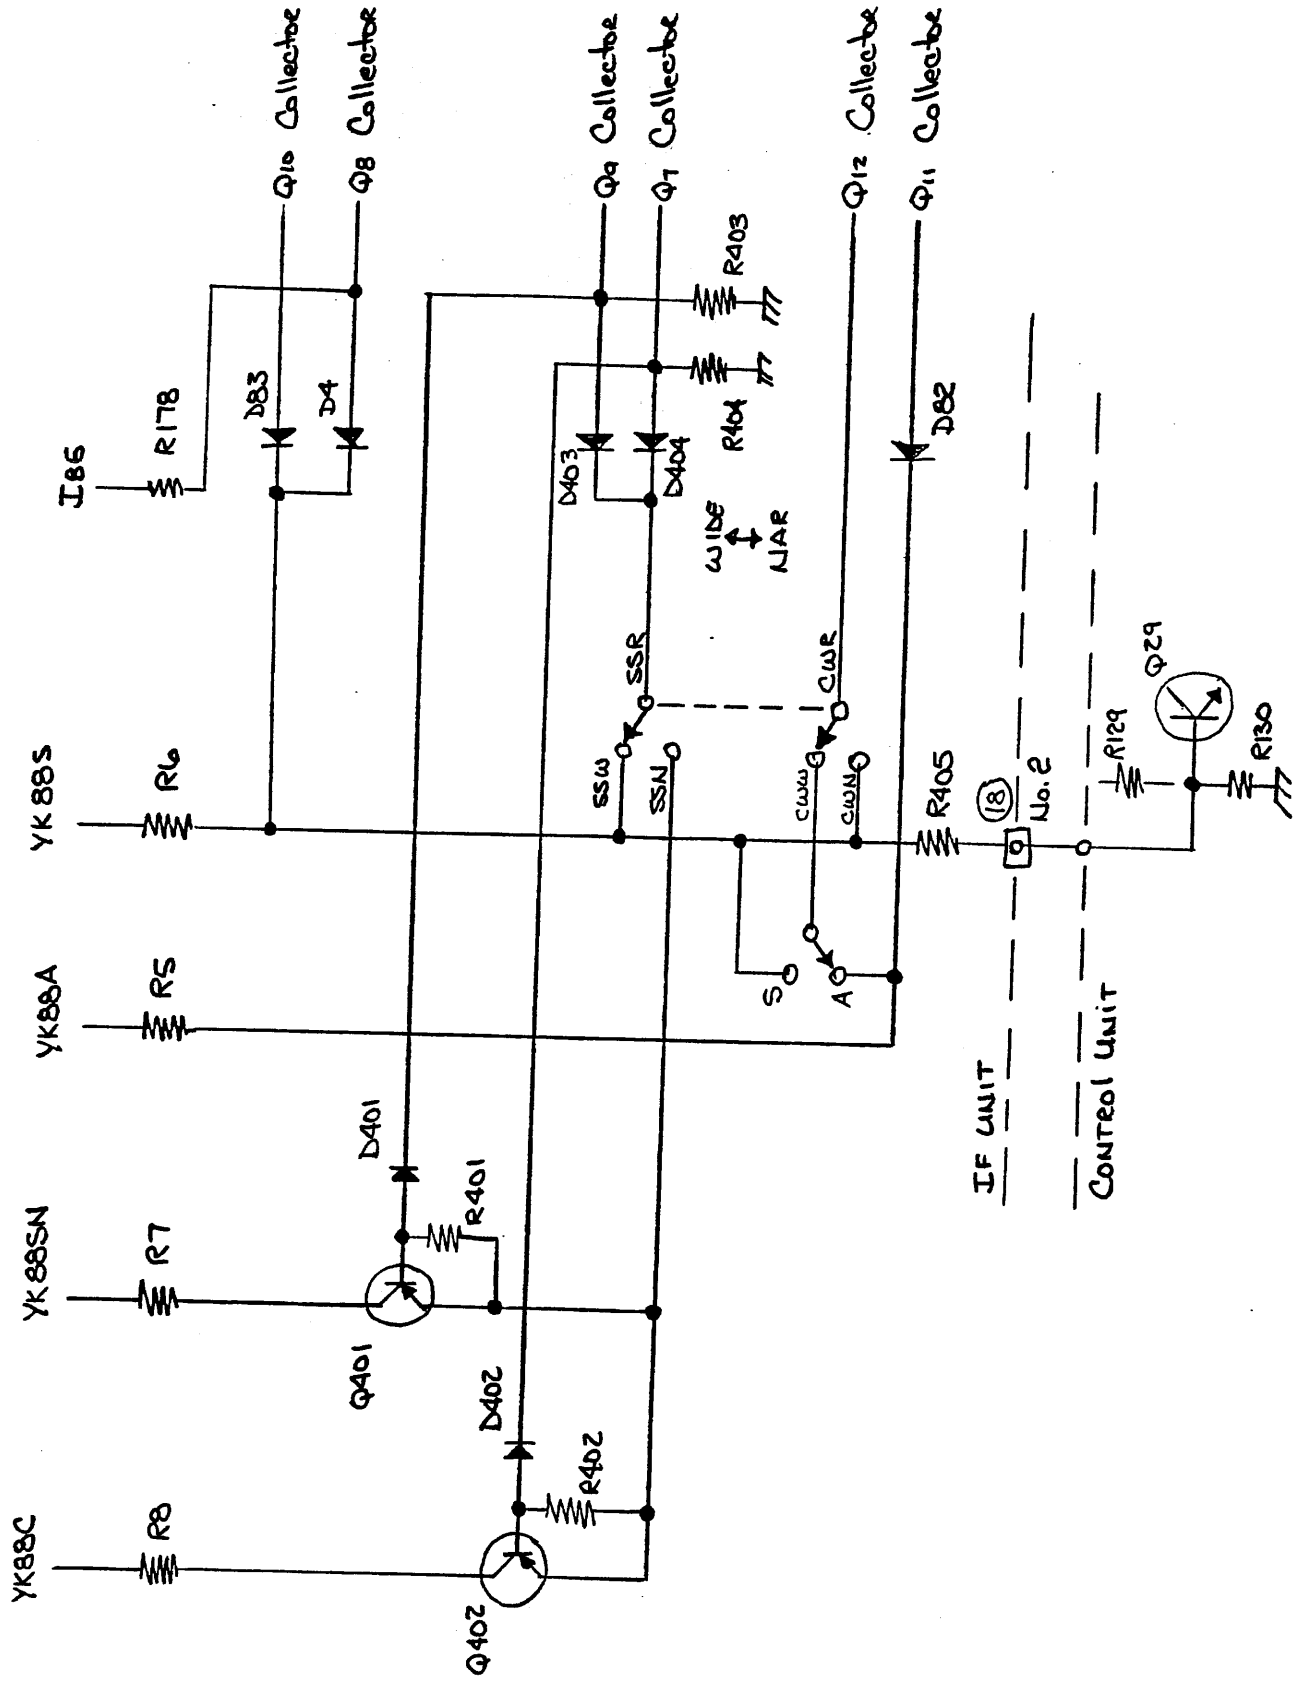 YK88C
YK88SN
YK88A
YK88S
I86
R8
R7
R5
R6
R178
Q10 Collector
Q8 Collector
D83
D4
Q401
D401
R401
Q402
D402
R402
Q9 Collector
Q7 Collector
D403
D404
R403
R404
WIDE
NAR
SSW
SSR
SSN
CWW
CWR
CWN
Q12 Collector
Q11 Collector
D82
S
A
R405
18
No. 2
IF UNIT
CONTROL UNIT
R129
Q29
R130